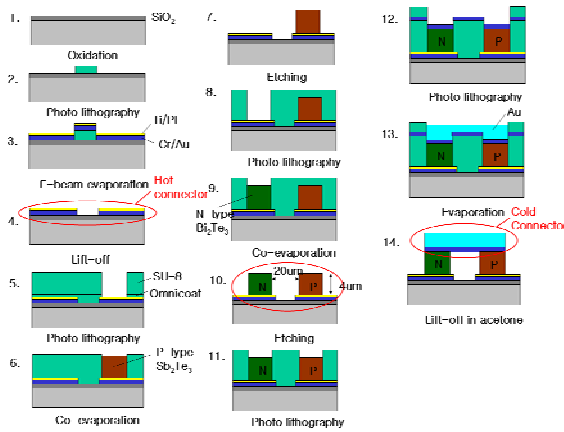 1.
SiO2
Oxidation
2.
Photo lithography
3.
Ti/Pt
Cr/Au
E-beam evaporation
Hot connector
4.
Lift-off
5.
SU-8
Omnicoat
Photo lithography
6.
P type
Sb2Te3
Co-evaporation
7.
Etching
8.
Photo lithography
9.
N type
Bi2Te3
Co-evaporation
10.
20um
N
P
4um
Etching
11.
N
P
Photo lithography
12.
N
P
Photo lithography
13.
Au
N
P
Evaporation
Cold
Connecto
14.
N
P
Lilt-off in acetone